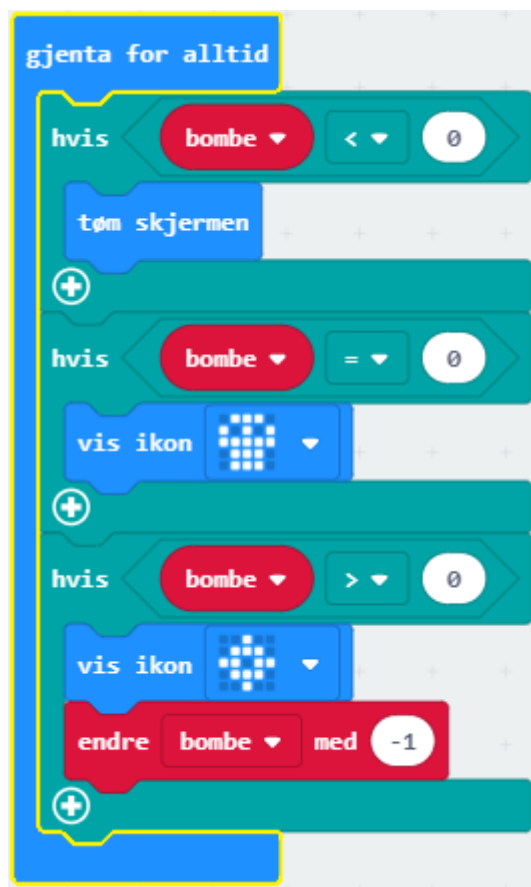 gjenta for alltid
hvis bombe < 0
tøm skjermen
hvis bombe = 0
vis ikon
hvis bombe > 0
vis ikon
endre bombe med -1